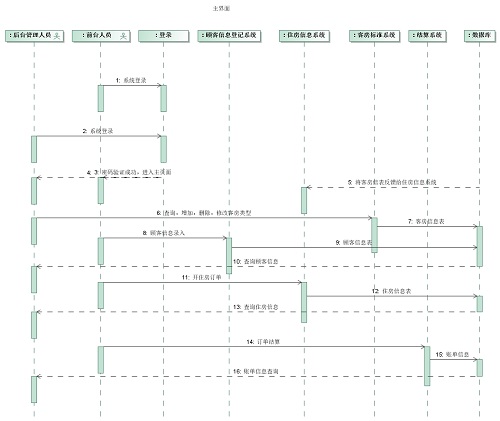 主界面
: 后台管理人员
: 前台人员
: 登录
: 顾客信息登记系统
: 住房信息系统
: 客房标准系统
: 结算系统
: 数据库
1: 系统登录
2: 系统登录
4: 3: 密码验证成功：进入主页面
5: 将客房信表反馈给住房信息系统
6: 查询：增加：删除：修改客房类型
7: 客房信息表
8: 顾客信息录入
9: 顾客信息表
10: 查询顾客信息
11: 开住房订单
12: 住房信息表
13: 查询住房信息
14: 订单结算
15: 账单信息
16: 账单信息查询